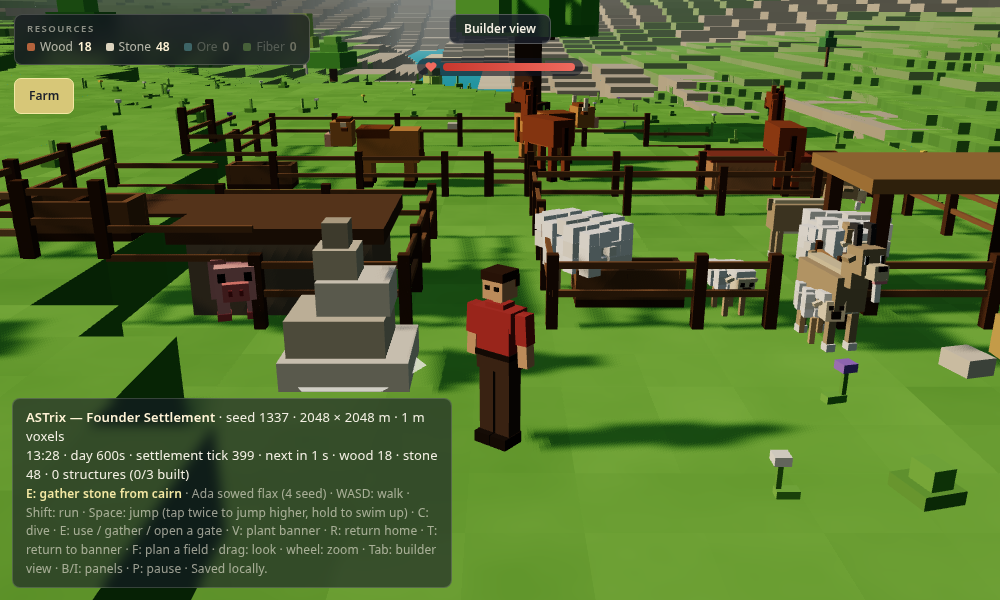 RESOURCES
Wood 18 Stone 48 Ore 0 Fiber 0
Builder view
Farm
ASTrix — Founder Settlement · seed 1337 · 2048 × 2048 m · 1 m
voxels
13:28 · day 600s · settlement tick 399 · next in 1 s · wood 18 · stone
48 · 0 structures (0/3 built)
E: gather stone from cairn · Ada sowed flax (4 seed) · WASD: walk ·
Shift: run · Space: jump (tap twice to jump higher, hold to swim up) · C:
dive · E: use / gather / open a gate · V: plant banner · R: return home · T:
return to banner · F: plan a field · drag: look · wheel: zoom · Tab: builder
view · B/I: panels · P: pause · Saved locally.